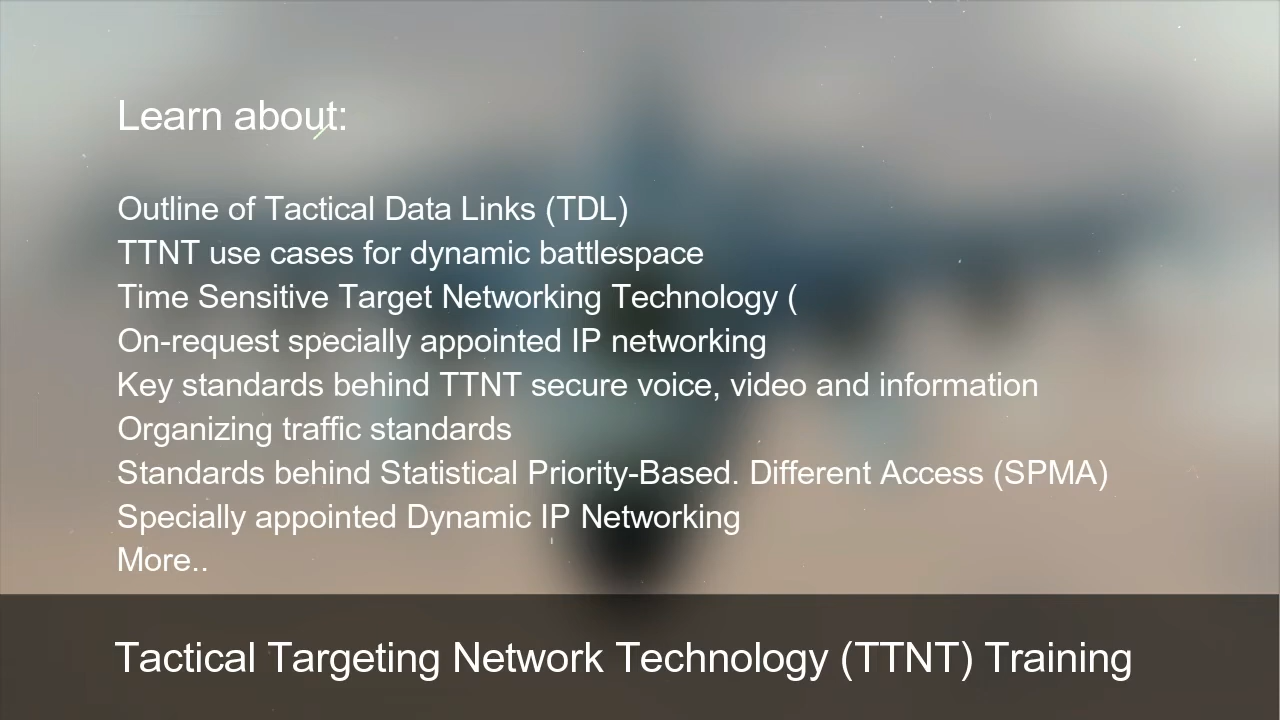 Learn about:
Outline of Tactical Data Links (TDL)
TTNT use cases for dynamic battlespace
Time Sensitive Target Networking Technology (
On-request specially appointed IP networking
Key standards behind TTNT secure voice, video and information
Organizing traffic standards
Standards behind Statistical Priority-Based. Different Access (SPMA)
Specially appointed Dynamic IP Networking
More..
Tactical Targeting Network Technology (TTNT) Training